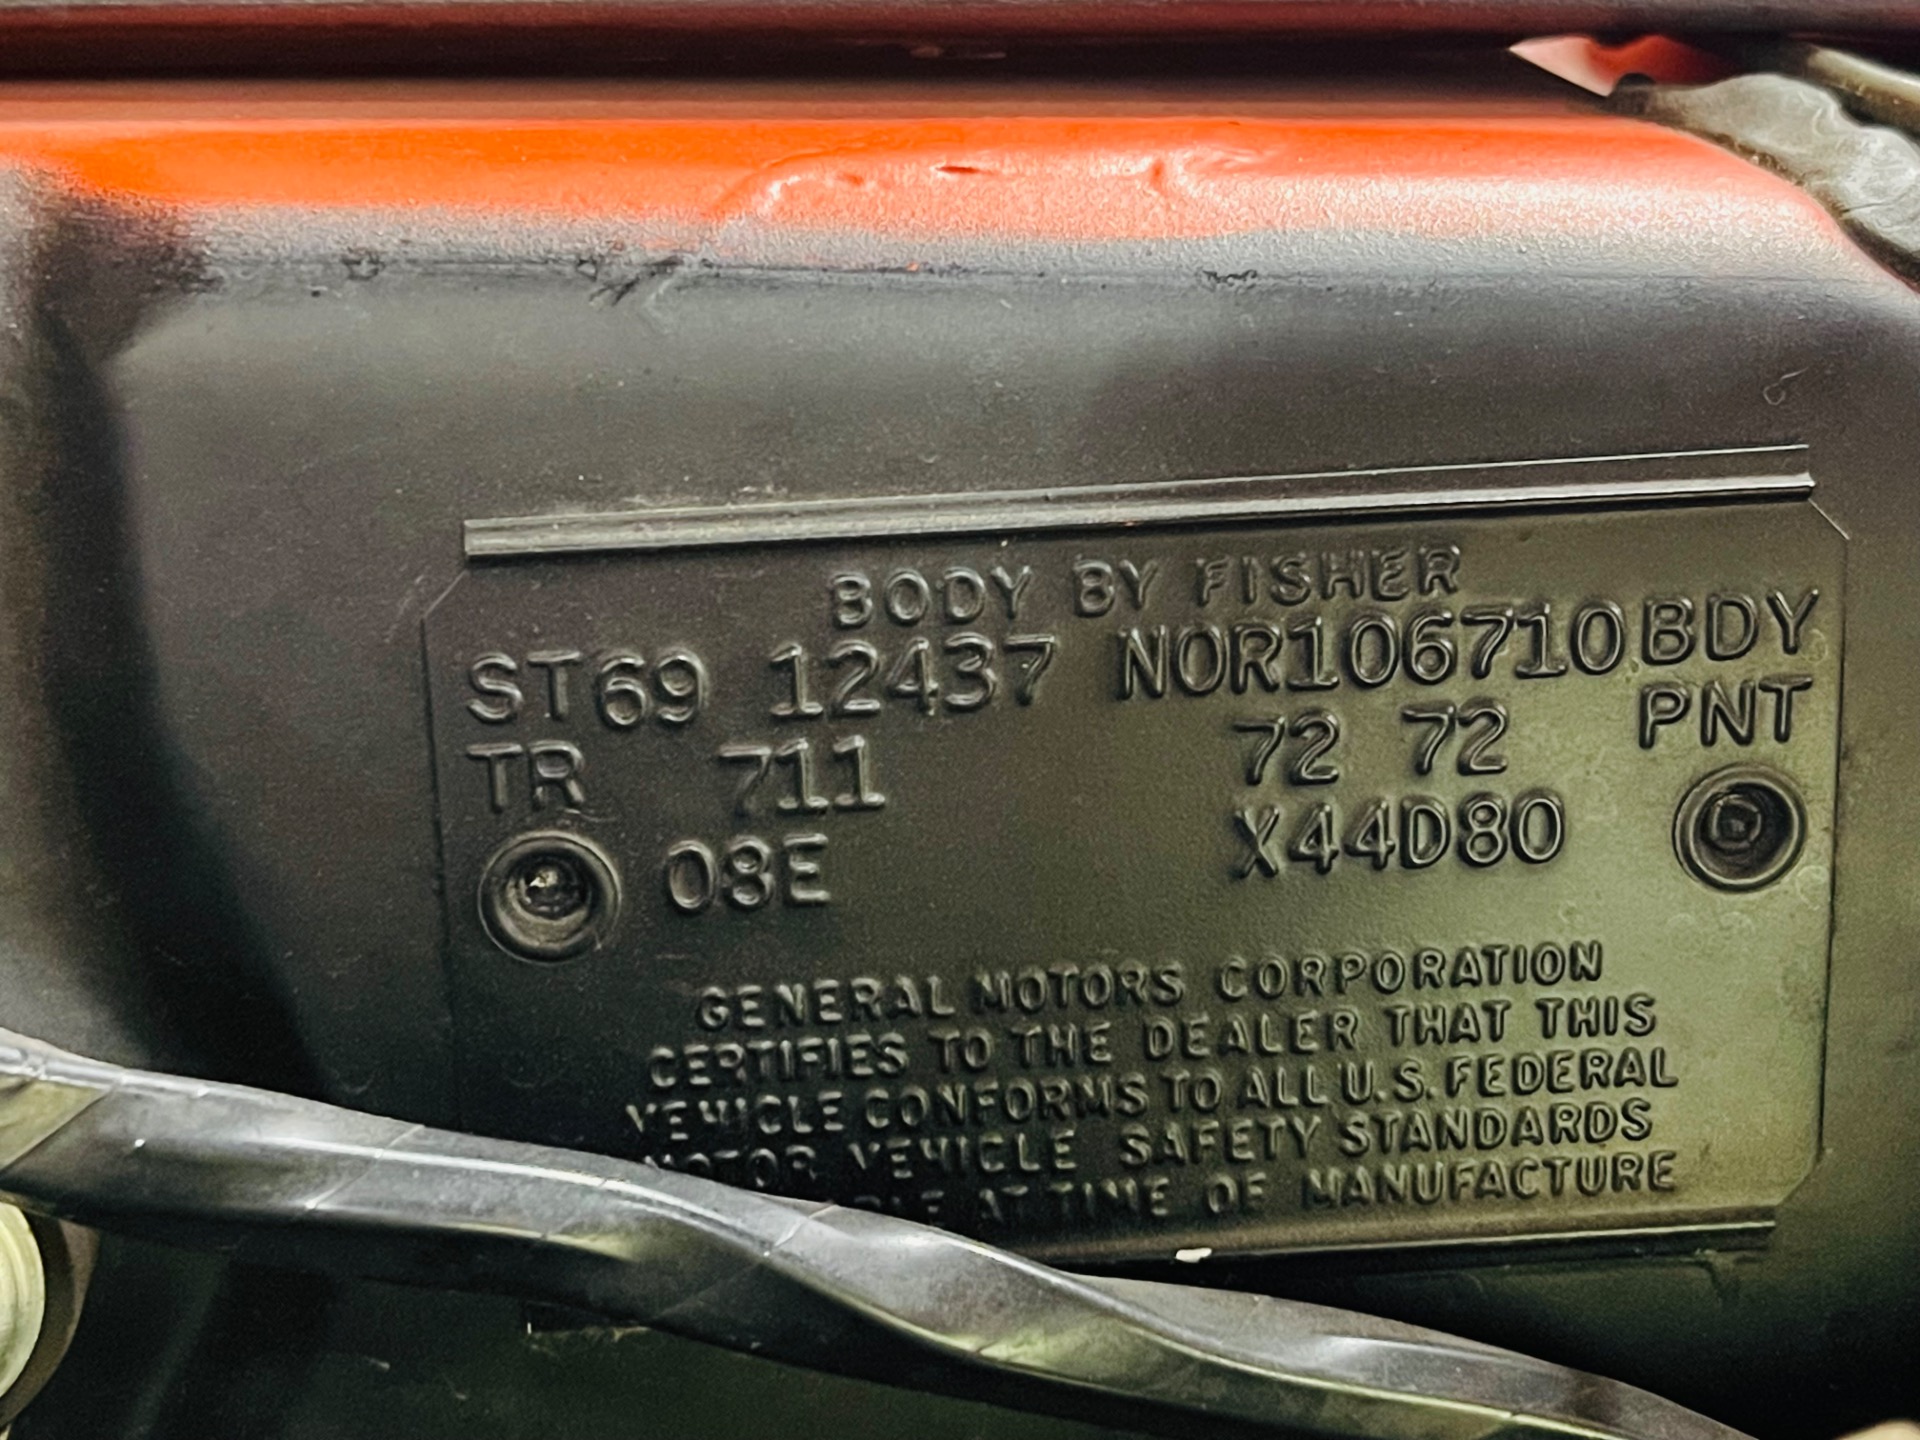 BODY BY FISHER
ST69 12437 NOR106710 BDY
TR 711 72 72 PNT
08E X44D80
GENERAL MOTORS CORPORATION
CERTIFIES TO THE DEALER THAT THIS
VEHICLE CONFORMS TO ALL U.S. FEDERAL
MOTOR VEHICLE SAFETY STANDARDS
AT TIME OF MANUFACTURE